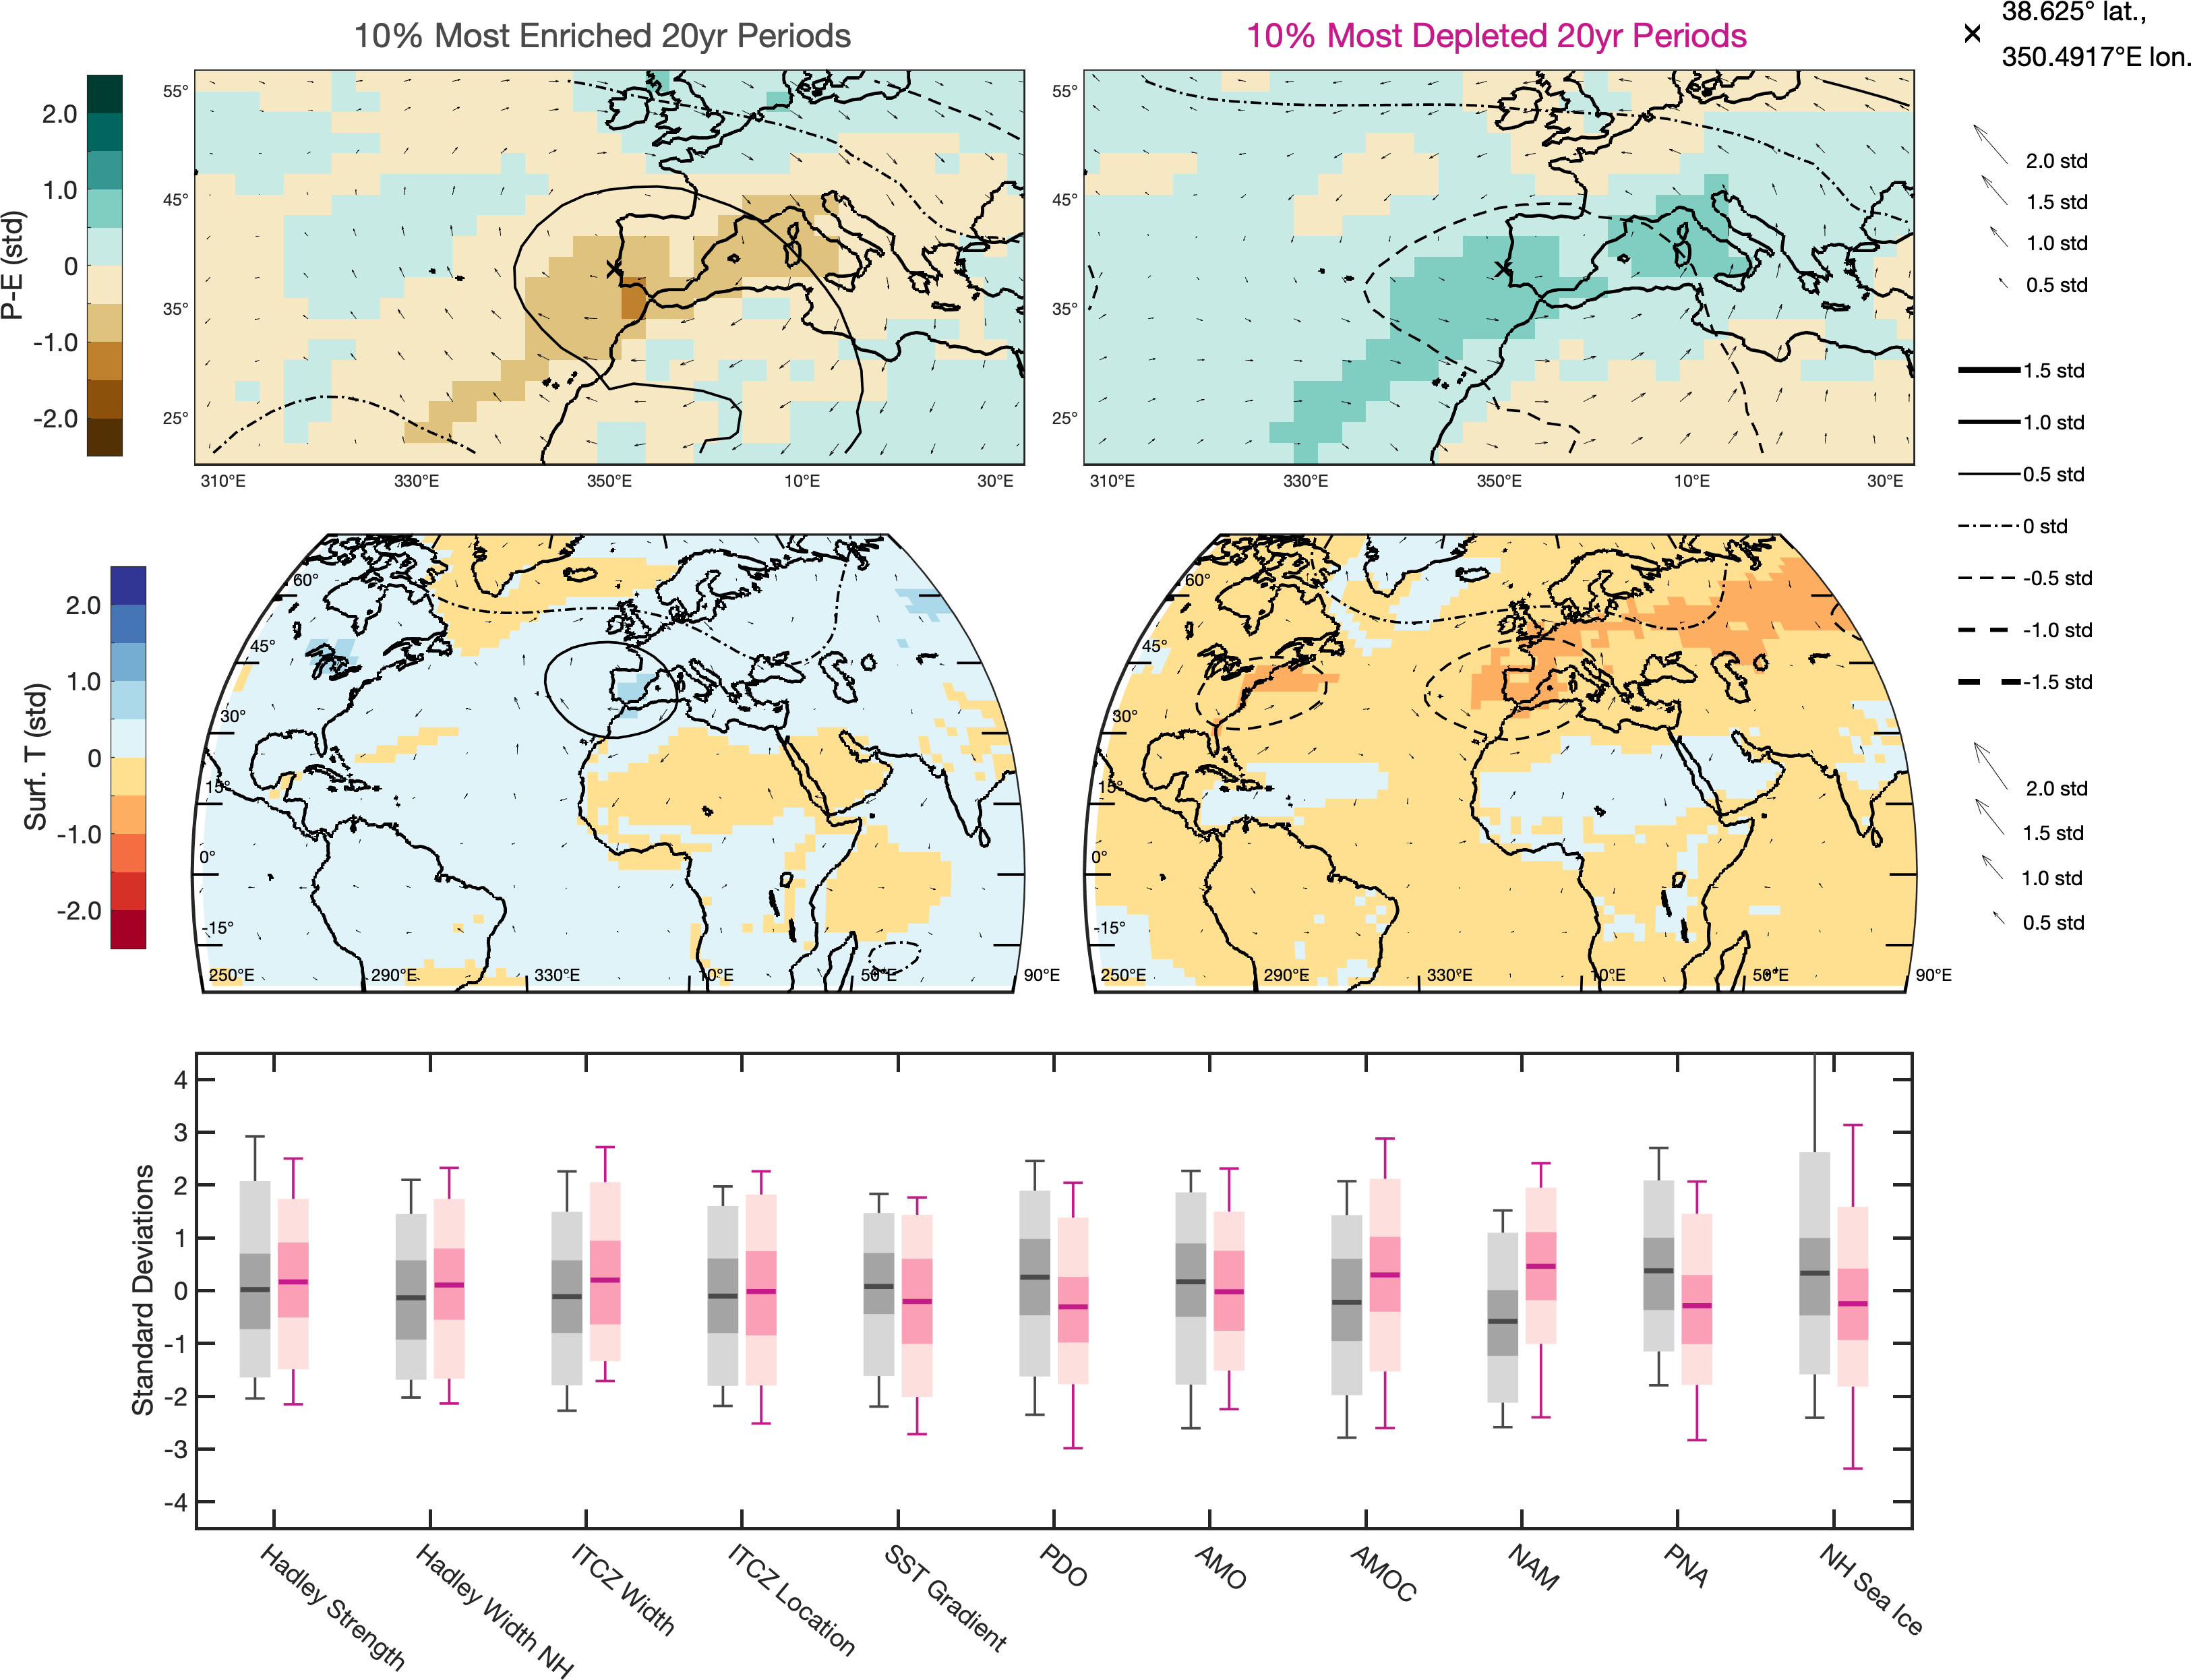 10% Most Enriched 20yr Periods
10% Most Depleted 20yr Periods
38.625° lat.,
350.4917°E lon.
P-E (std)
2.0
1.0
0
-1.0
-2.0
55°
45°
35°
25°
310°E 330°E 350°E 10°E 30°E
55°
45°
35°
25°
310°E 330°E 350°E 10°E 30°E
2.0 std
1.5 std
1.0 std
0.5 std
1.5 std
1.0 std
0.5 std
0 std
-0.5 std
-1.0 std
-1.5 std
2.0 std
1.5 std
1.0 std
0.5 std
Surf. T (std)
2.0
1.0
0
-1.0
-2.0
60°
45°
30°
15°
0°
-15°
250°E 290°E 330°E 10°E 50°E 90°E
60°
45°
30°
15°
0°
-15°
250°E 290°E 330°E 10°E 50°E 90°E
Standard Deviations
4
3
2
1
0
-1
-2
-3
-4
Hadley Strength
Hadley Width NH
ITCZ Width
ITCZ Location
SST Gradient
PDO
AMO
AMOC
NAM
PNA
NH Sea Ice